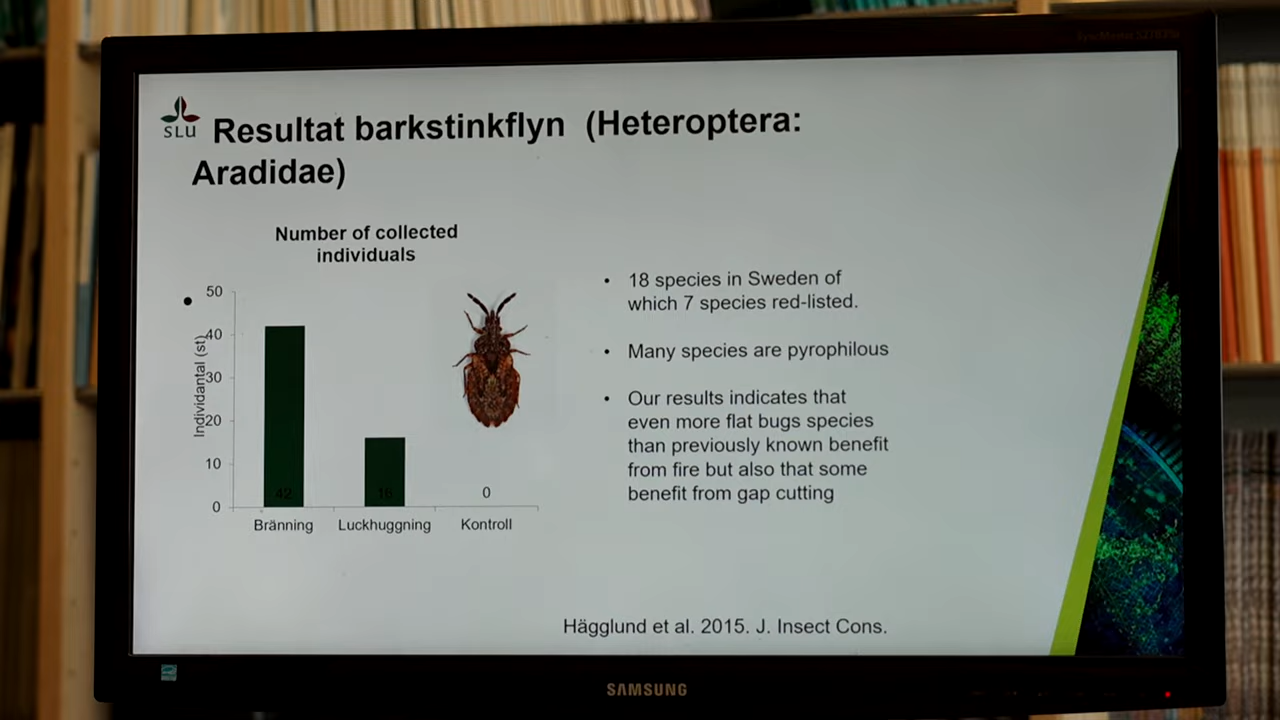 SLU
Resultat barkstinkflyn (Heteroptera:
Aradidae)
Number of collected
individuals
Individantal (st)
50
40
30
20
10
0
42
16
0
Bränning
Luckhuggning
Kontroll
• 18 species in Sweden of
which 7 species red-listed.
• Many species are pyrophilous
• Our results indicates that
even more flat bugs species
than previously known benefit
from fire but also that some
benefit from gap cutting
Hägglund et al. 2015. J. Insect Cons.
SAMSUNG